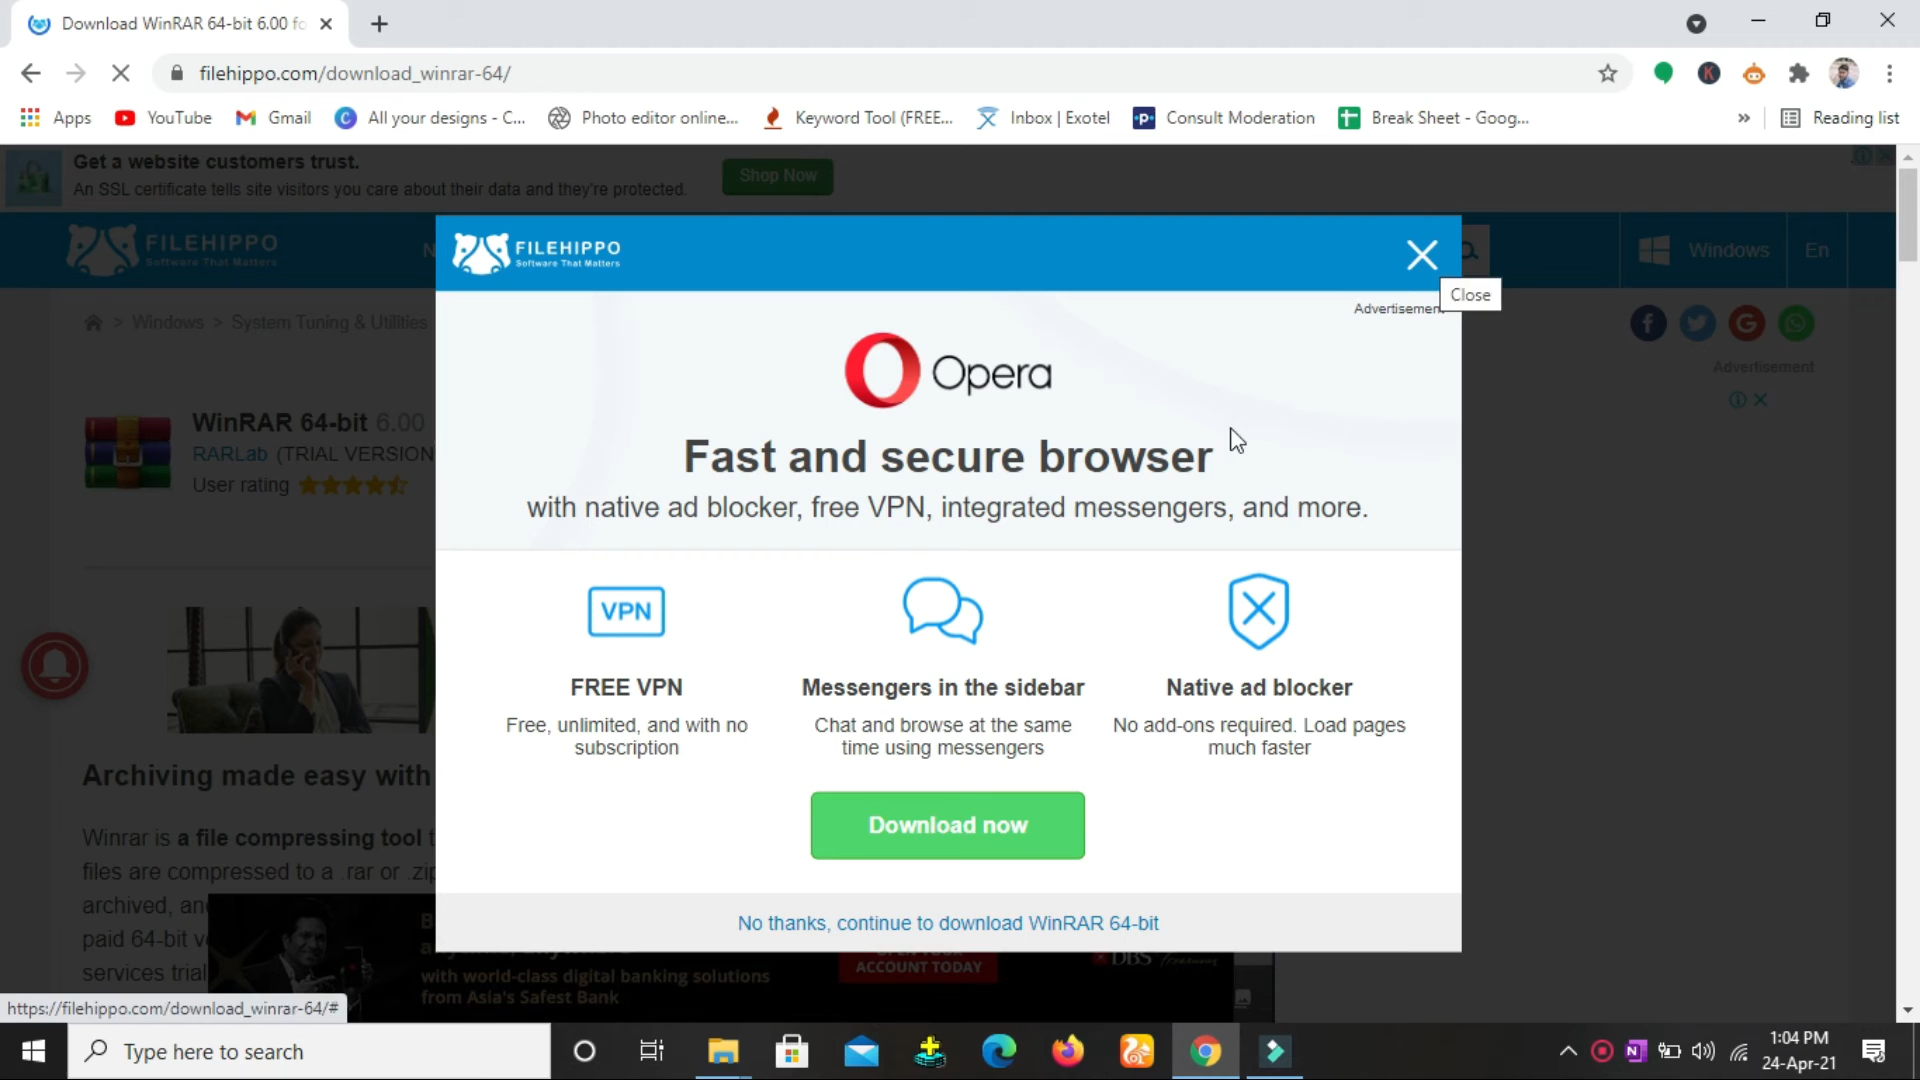 Download WinRAR 64-bit 6.00 fo
filehippo.com/download_winrar-64/
Apps
YouTube
Gmail
All your designs - C...
Photo editor online...
Keyword Tool (FREE...
Inbox | Exotel
Consult Moderation
Break Sheet - Goog...
»
Reading list
Get a website customers trust.
An SSL certificate tells site visitors you care about their data and they're protected.
Shop Now
FILEHIPPO
Software That Matters
N
Windows
En
FILEHIPPO
Software That Matters
Close
> Windows > System Tuning & Utilities
Advertisement
Advertisement
WinRAR 64-bit 6.00
RARLab (TRIAL VERSION
User rating
Opera
Fast and secure browser
with native ad blocker, free VPN, integrated messengers, and more.
VPN
FREE VPN
Free, unlimited, and with no
subscription
Messengers in the sidebar
Chat and browse at the same
time using messengers
Native ad blocker
No add-ons required. Load pages
much faster
Download now
No thanks, continue to download WinRAR 64-bit
Archiving made easy with
Winrar is a file compressing tool t
files are compressed to a .rar or .zip
archived, and
paid 64-bit v
services trial
with world-class digital banking solutions
from Asia's Safest Bank
ACCOUNT TODAY
DBS
https://filehippo.com/download_winrar-64/#
Type here to search
1:04 PM
24-Apr-21